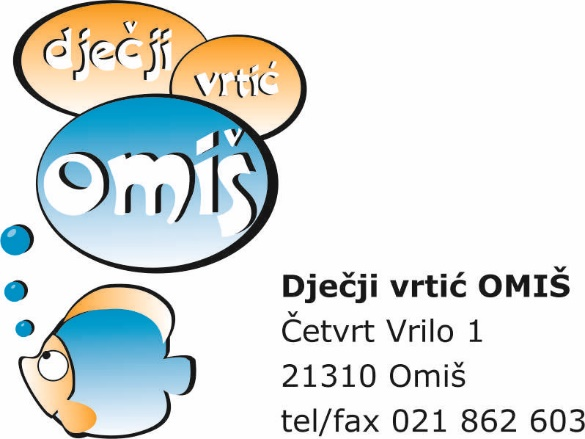 dječji
vrtić
omiš
Dječji vrtić OMIŠ
Četvrt Vrilo 1
21310 Omiš
tel/fax 021 862 603